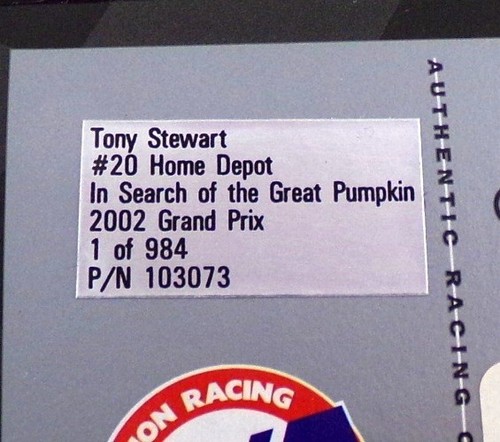 Tony Stewart
#20 Home Depot
In Search of the Great Pumpkin
2002 Grand Prix
1 of 984
P/N 103073
AUTHENTIC RACING
RACING